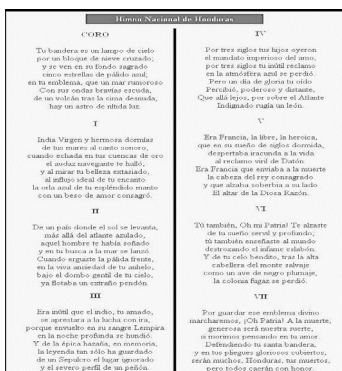 Himno Nacional de Honduras
CORO
Tu bandera es un lampo de cielo
por un bloque de nieve cruzado;
y se ven en su fondo sagrado
cinco estrellas de pálido azul;
en tu emblema, que un mar rumoroso
Con sus ondas bravías escuda,
de un volcán tras la cima desnuda,
hay un astro de nítida luz.
I
India Virgen y hermosa dormías
de tus mares al canto sonoro,
cuando echada en tus cuencas de oro
el audaz navegante te halló,
y al mirar tu belleza extasiado,
al influjo ideal de tu encanto
la orla azul de tu espléndido manto
con un beso de amor consagró.
II
De un país donde el sol se levanta,
más allá del atlante azulado,
aquel hombre te había soñado
y en tu busca a la mar se lanzó.
Cuando erguiste la pálida frente,
en la viva ansiedad de tu anhelo,
bajo el dombo gentil de tu cielo,
ya flotaba un extraño pendón.
III
Era inútil que el indio, tu amado,
se aprestara a la lucha con ira,
porque envuelto en su sangre Lempira
en la noche profunda se hundió.
Y de la épica hazaña, en memoria,
la leyenda tan sólo ha guardado
de un Sepulcro el lugar ignorado
y el severo perfil de un peñón.
IV
Por tres siglos tus hijos oyeron
el mandato imperioso del amo,
por tres siglos tu inútil reclamo
en la atmósfera azul se perdió.
Pero un día de gloria tu oído
Percibió, poderoso y distante,
Que allá lejos, por sobre el Atlante
Indignado rugía un león.
V
Era Francia, la libre, la heroica,
que en su sueño de siglos dormida,
despertaba iracunda a la vida
al reclamo viril de Dutón.
Era Francia que enviaba a la muerte
la cabeza del rey consagrado
y que alzaba soberbia a su lado
El altar de la Diosa Razón.
VI
Tú también, Oh mi Patria! Te alzaste
de tu sueño servil y profundo,
tú también enseñaste al mundo
destrozando el infame eslabón.
Y de tu celo bendito, tras la alta
cabellera del monte salvaje
como un ave de negro plumaje,
la colonia fugaz se perdió.
VII
Por guardar ese emblema divino
marcharemos, ¡Oh Patria! A la muerte,
generosa será nuestra suerte,
si morimos pensando en tu amor.
Defendiendo tu santa bandera,
y en tus pliegues gloriosos cubiertos,
serán muchos, Honduras, tus muertos,
pero todos caerán con honor.